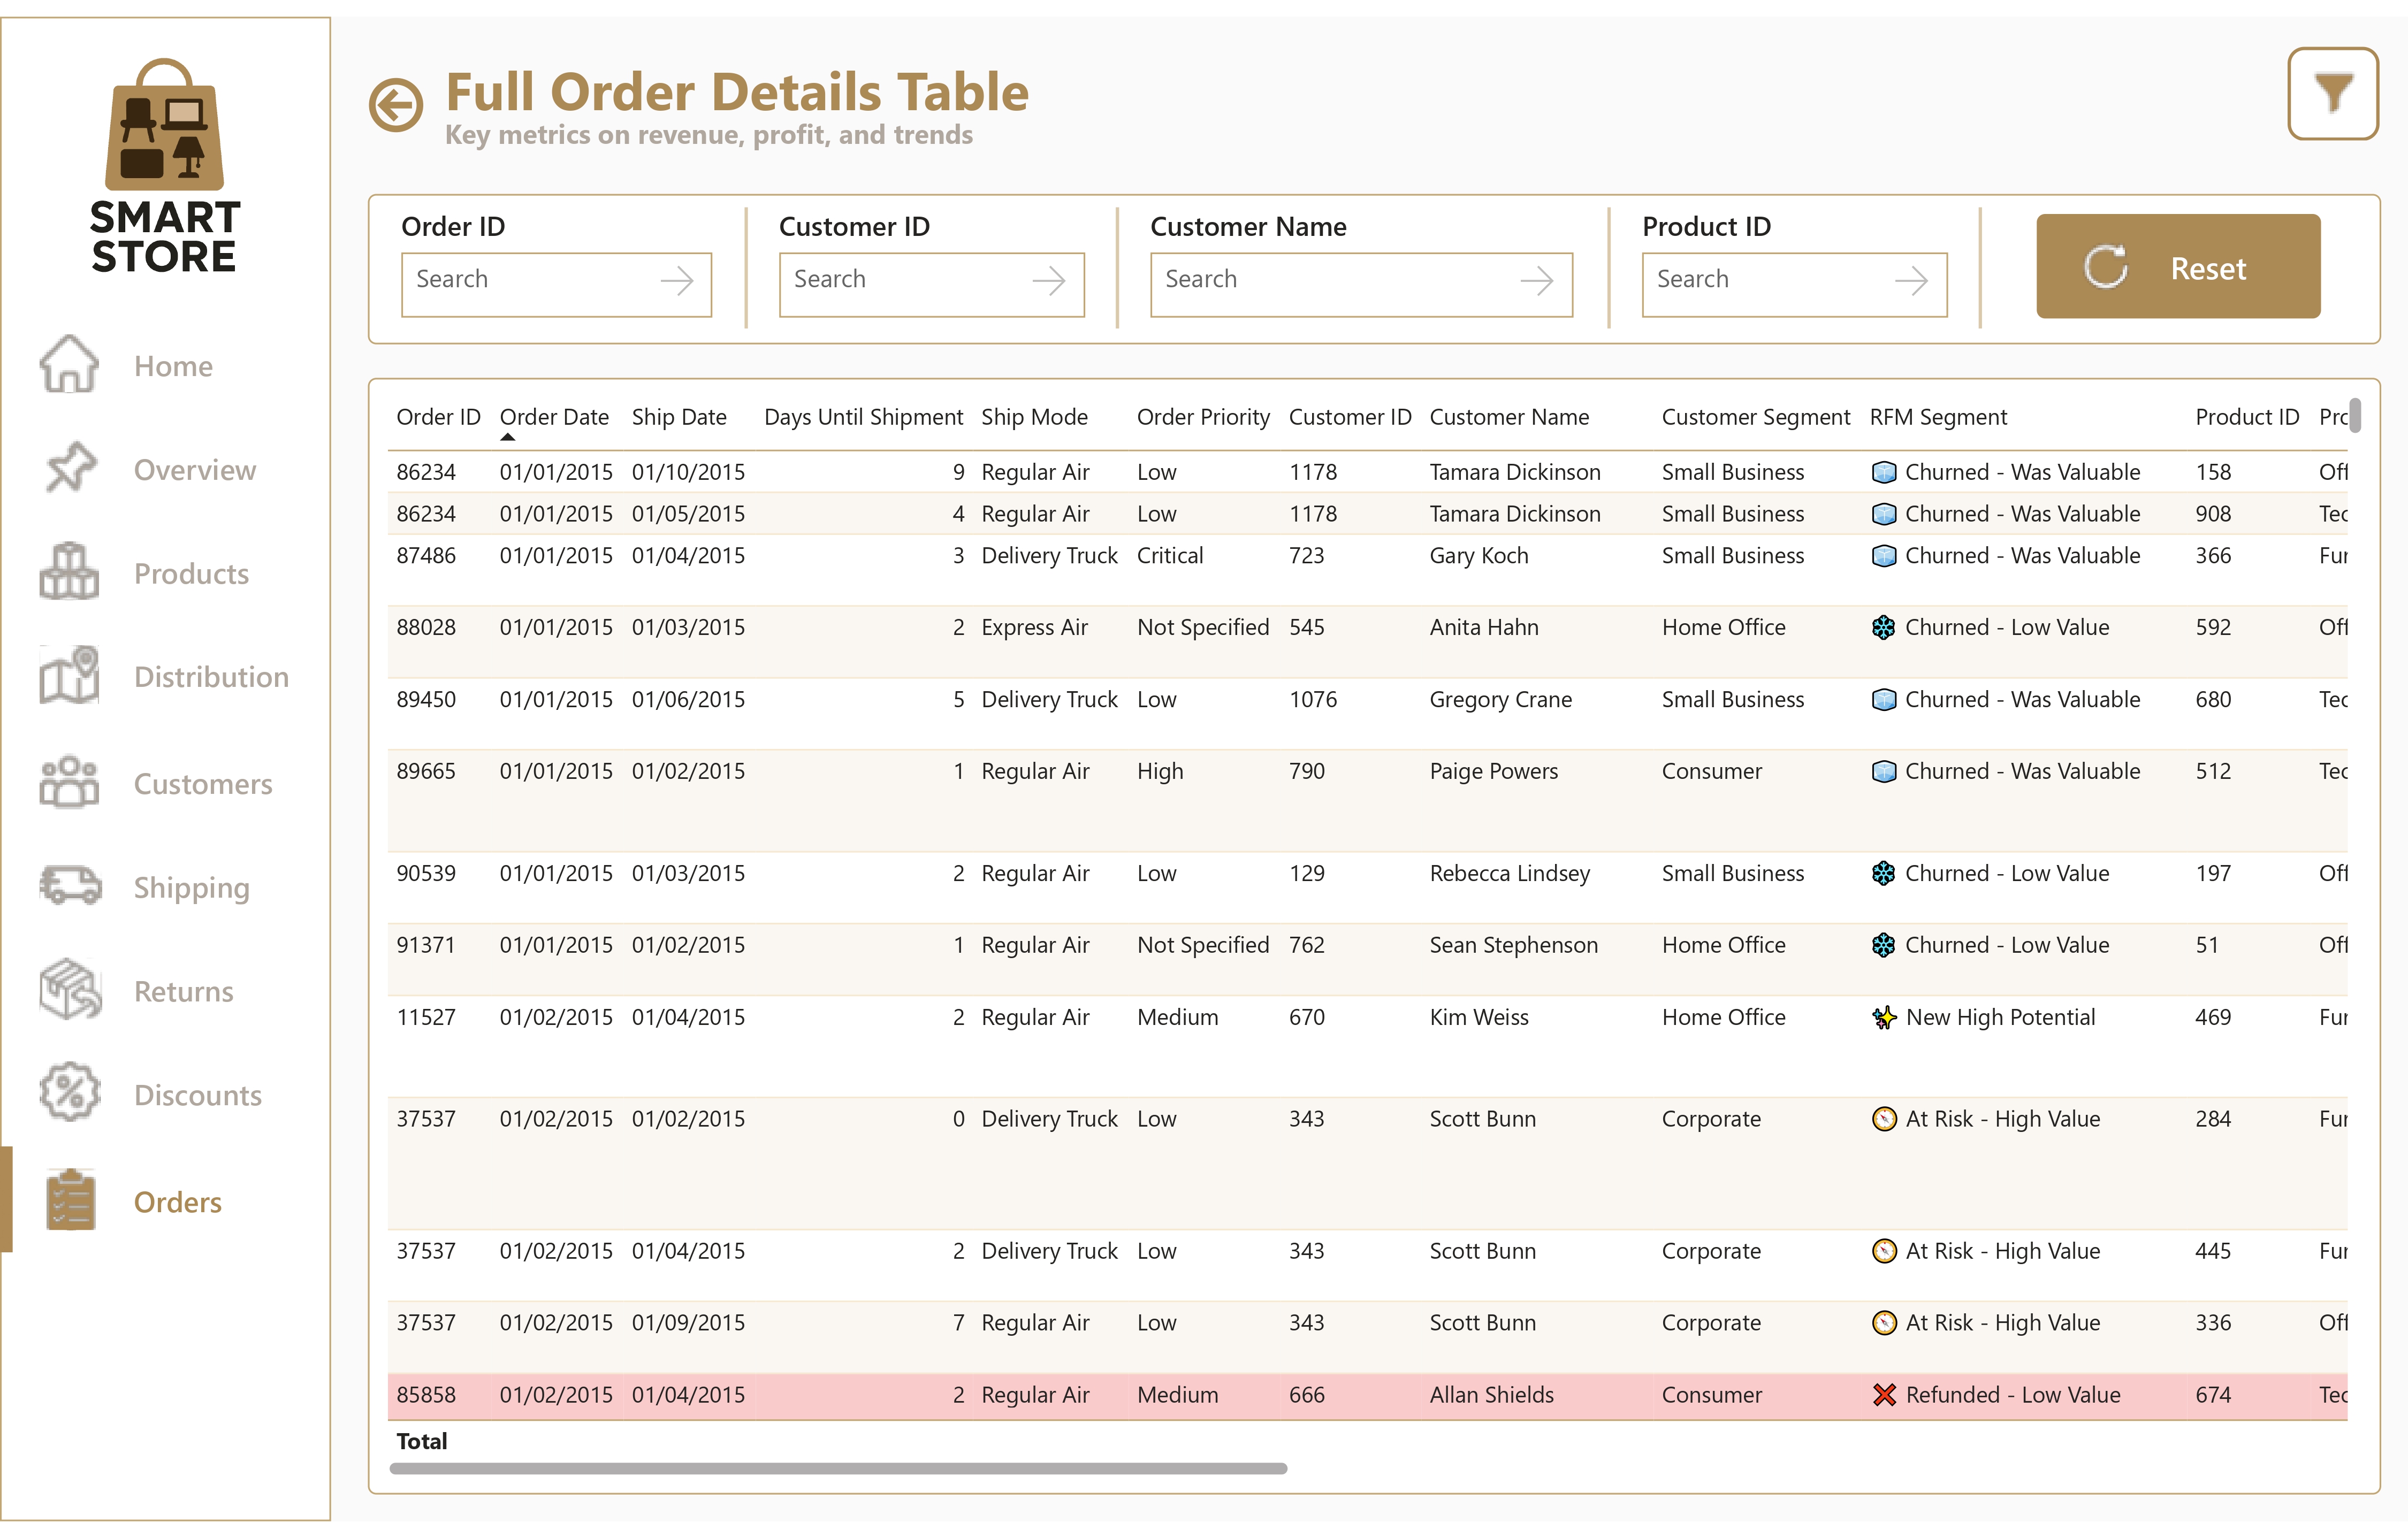 SMART
STORE
Home
Overview
Products
Distribution
Customers
Shipping
Returns
Discounts
Orders
Full Order Details Table
Key metrics on revenue, profit, and trends
Order ID Customer ID Customer Name Product ID
Search Search Search Search Reset
Order ID Order Date Ship Date Days Until Shipment Ship Mode Order Priority Customer ID Customer Name Customer Segment RFM Segment Product ID Prc
86234 01/01/2015 01/10/2015 9 Regular Air Low 1178 Tamara Dickinson Small Business Churned - Was Valuable 158 Off
86234 01/01/2015 01/05/2015 4 Regular Air Low 1178 Tamara Dickinson Small Business Churned - Was Valuable 908 Tec
87486 01/01/2015 01/04/2015 3 Delivery Truck Critical 723 Gary Koch Small Business Churned - Was Valuable 366 Fur
88028 01/01/2015 01/03/2015 2 Express Air Not Specified 545 Anita Hahn Home Office Churned - Low Value 592 Off
89450 01/01/2015 01/06/2015 5 Delivery Truck Low 1076 Gregory Crane Small Business Churned - Was Valuable 680 Tec
89665 01/01/2015 01/02/2015 1 Regular Air High 790 Paige Powers Consumer Churned - Was Valuable 512 Tec
90539 01/01/2015 01/03/2015 2 Regular Air Low 129 Rebecca Lindsey Small Business Churned - Low Value 197 Off
91371 01/01/2015 01/02/2015 1 Regular Air Not Specified 762 Sean Stephenson Home Office Churned - Low Value 51 Off
11527 01/02/2015 01/04/2015 2 Regular Air Medium 670 Kim Weiss Home Office New High Potential 469 Fur
37537 01/02/2015 01/02/2015 0 Delivery Truck Low 343 Scott Bunn Corporate At Risk - High Value 284 Fur
37537 01/02/2015 01/04/2015 2 Delivery Truck Low 343 Scott Bunn Corporate At Risk - High Value 445 Fur
37537 01/02/2015 01/09/2015 7 Regular Air Low 343 Scott Bunn Corporate At Risk - High Value 336 Off
85858 01/02/2015 01/04/2015 2 Regular Air Medium 666 Allan Shields Consumer Refunded - Low Value 674 Tec
Total